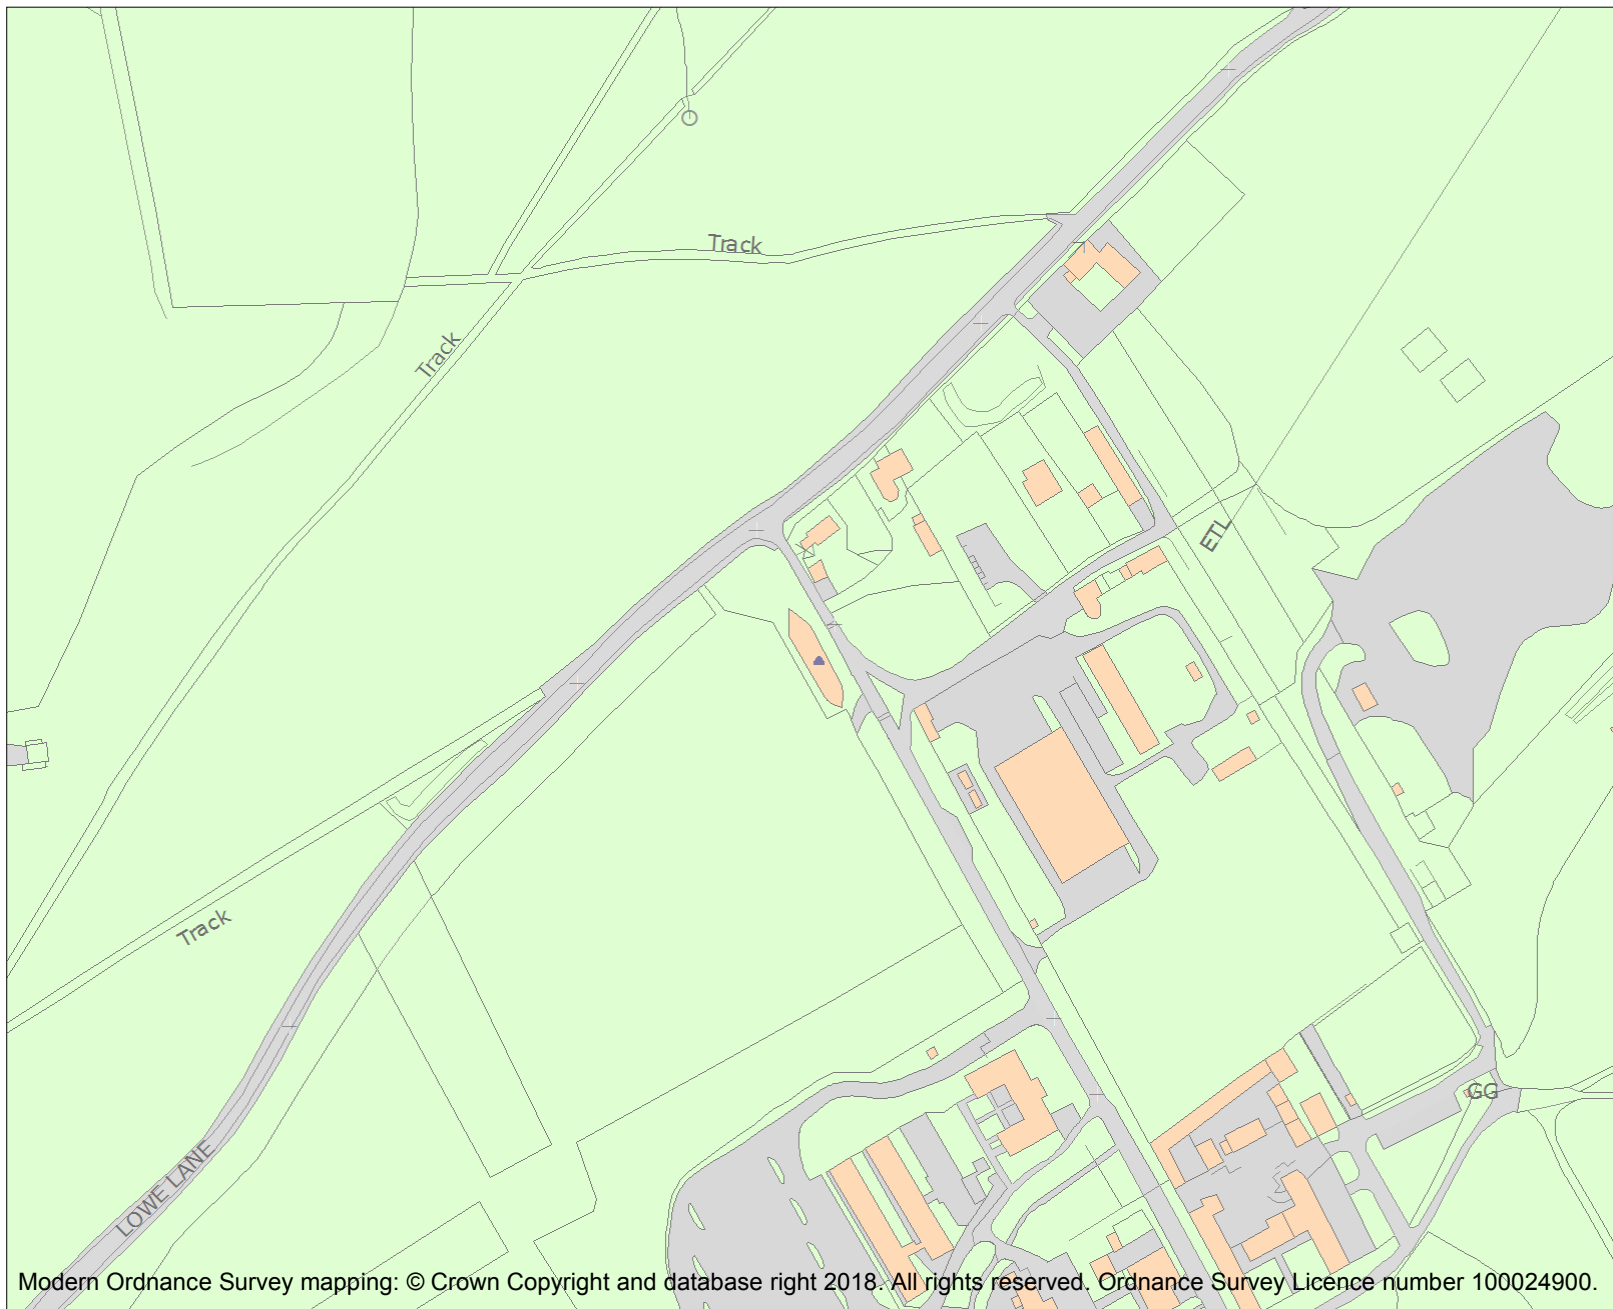 Track
Track
ETL
Track
GG
LOWE LANE
Modern Ordnance Survey mapping: © Crown Copyright and database right 2018. All rights reserved. Ordnance Survey Licence number 100024900.